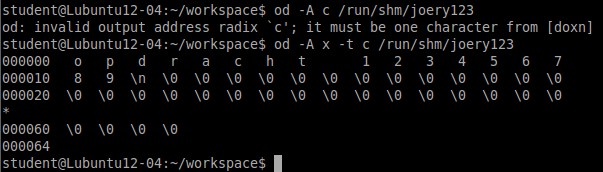 student@Lubuntu12-04:~/workspace$ od -A c /run/shm/joery123
od: invalid output address radix `c'; it must be one character from [doxn]
student@Lubuntu12-04:~/workspace$ od -A x -t c /run/shm/joery123
000000   o   p   d   r   a   c   h   t       1   2   3   4   5   6   7
000010   8   9  \n  \0  \0  \0  \0  \0  \0  \0  \0  \0  \0  \0  \0  \0
000020  \0  \0  \0  \0  \0  \0  \0  \0  \0  \0  \0  \0  \0  \0  \0  \0
*
000060  \0  \0  \0  \0
000064
student@Lubuntu12-04:~/workspace$